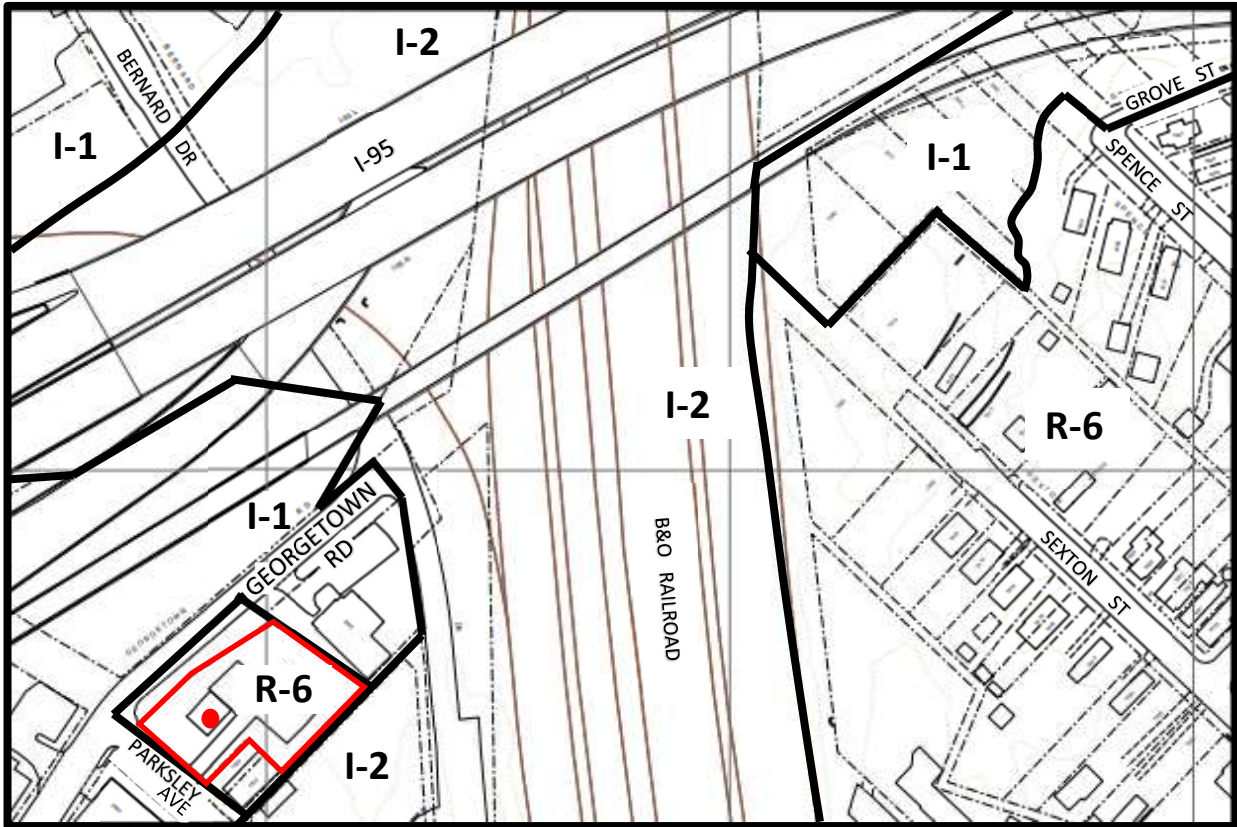 I-2
BERNARD
DR
I-95
I-1
I-1
GROVE ST
SPENCE
ST
I-2
R-6
I-1
GEORGETOWN
RD
GEORGETOWN
B&O RAILROAD
SEXTON
ST
R-6
PARKSLEY
AVE
I-2